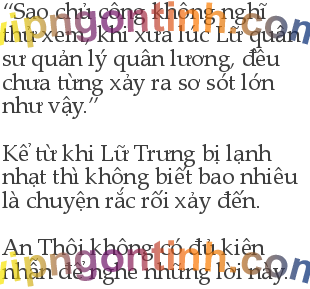 “Sao chủ công không nghĩ
thử xem, khi xưa lúc Lữ quân
sư quản lý quân lương, đều
chưa từng xảy ra sơ sót lớn
như vậy.”
Kể từ khi Lữ Trưng bị lạnh
nhạt thì không biết bao nhiêu
là chuyện rắc rối xảy đến.
An Thôi không có đủ kiên
nhẫn để nghe những lời này.